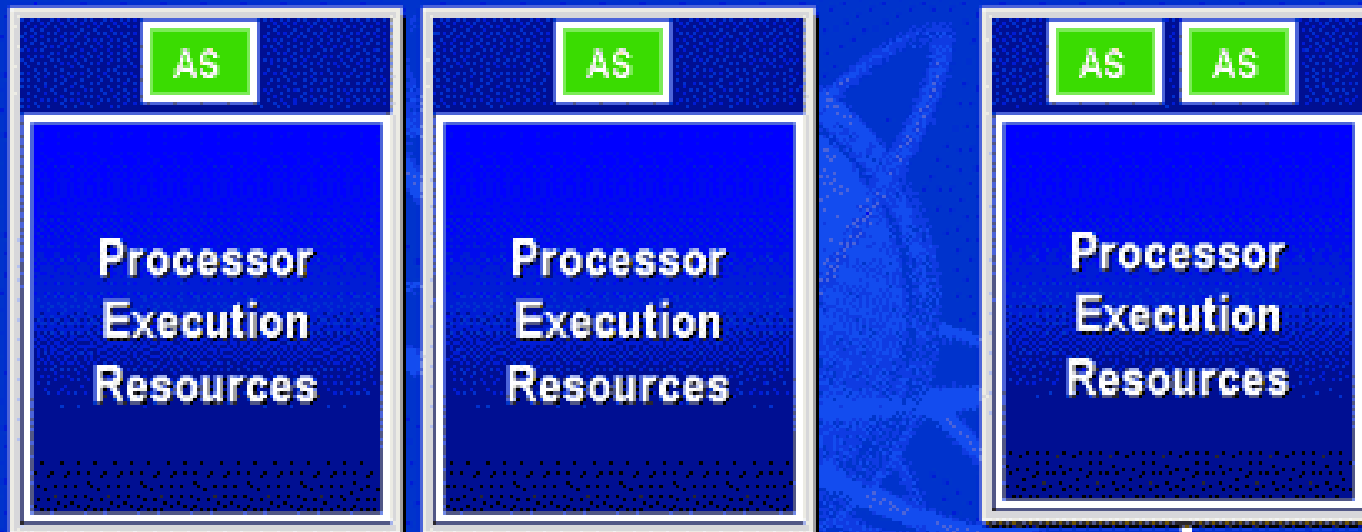 AS
Processor
Execution
Resources
AS
Processor
Execution
Resources
AS AS
Processor
Execution
Resources